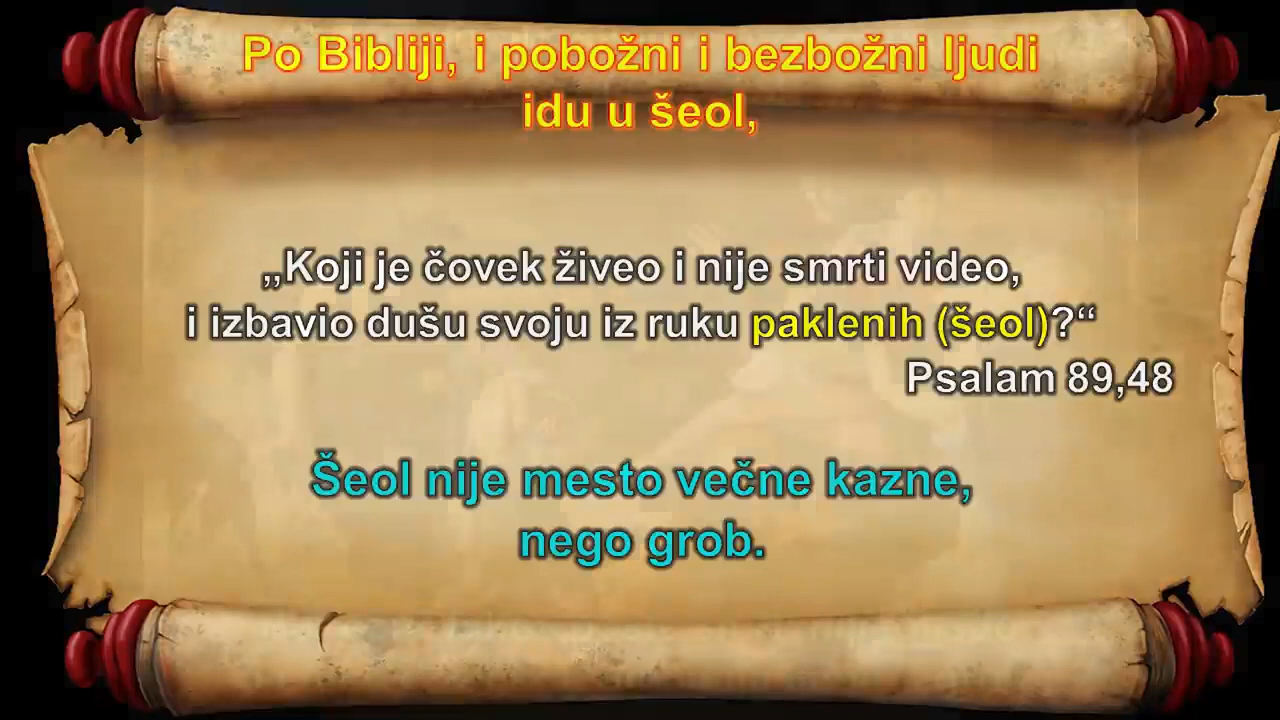 Po Bibliji, i pobožni i bezbožni ljudi
idu u šeol,
„Koji je čovek živeo i nije smrti video,
i izbavio dušu svoju iz ruku paklenih (šeol)?“
Psalam 89,48
Šeol nije mesto večne kazne,
nego grob.